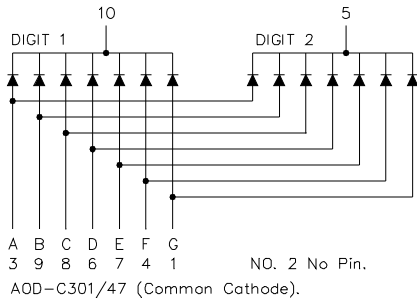 10 5
DIGIT 1 DIGIT 2
A B C D E F G
3 9 8 6 7 4 1 NO. 2 No Pin.
AOD-C301/47 (Common Cathode).